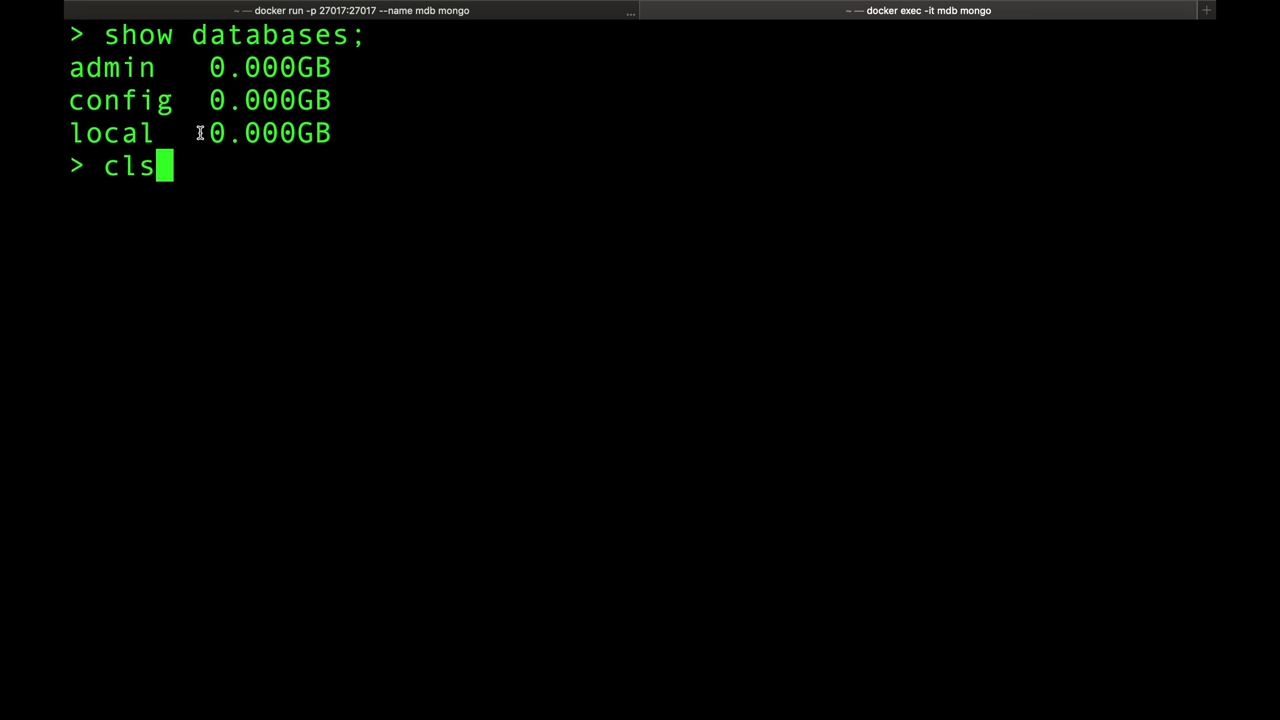 ~ — docker run -p 27017:27017 --name mdb mongo ... ~ — docker exec -it mdb mongo +
> show databases;
admin 0.000GB
config 0.000GB
local 0.000GB
> cls